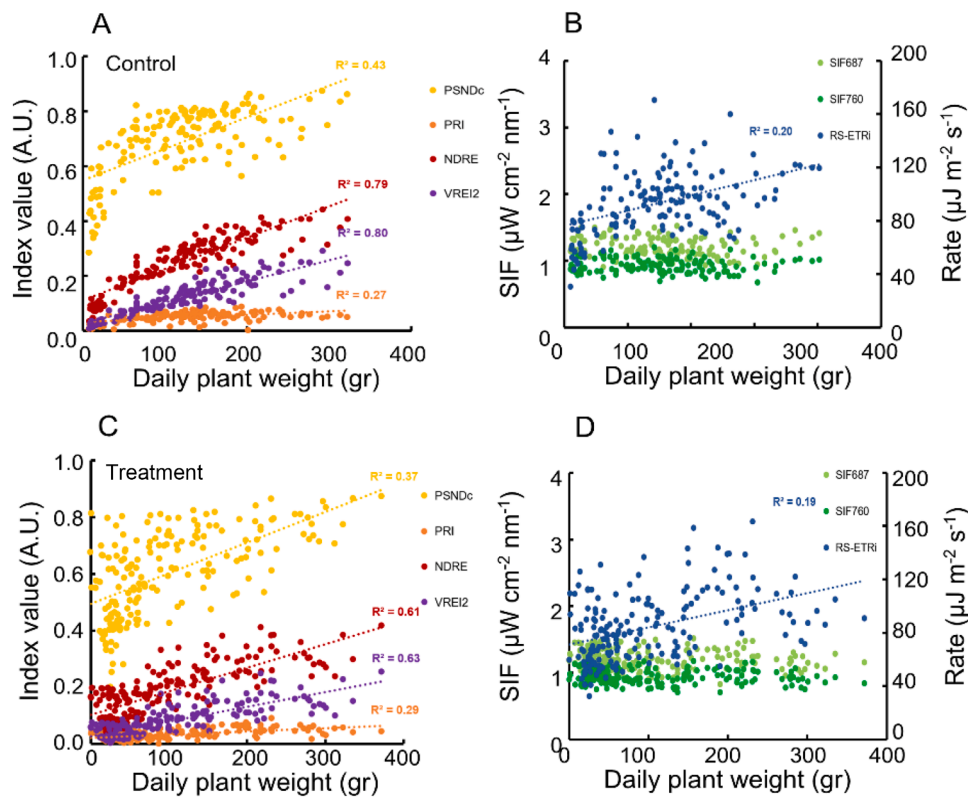 A
Control
Index value (A.U.)
1.0
0.8
0.6
0.4
0.2
0.0
R² = 0.43
R² = 0.79
R² = 0.80
R² = 0.27
PSNDc
PRI
NDRE
VREI2
0 100 200 300 400
Daily plant weight (gr)
B
SIF (µW cm-2 nm-1)
4
3
2
1
0
R² = 0.20
SIF687
SIF760
RS-ETRi
200
160
120
80
40
0
Rate (µJ m-2 s-1)
0 100 200 300 400
Daily plant weight (gr)
C
Treatment
Index value (A.U.)
1.0
0.8
0.6
0.4
0.2
0.0
R² = 0.37
R² = 0.61
R² = 0.63
R² = 0.29
PSNDc
PRI
NDRE
VREI2
0 100 200 300 400
Daily plant weight (gr)
D
SIF (µW cm-2 nm-1)
4
3
2
1
0
R² = 0.19
SIF687
SIF760
RS-ETRi
200
160
120
80
40
0
Rate (µJ m-2 s-1)
0 100 200 300 400
Daily plant weight (gr)